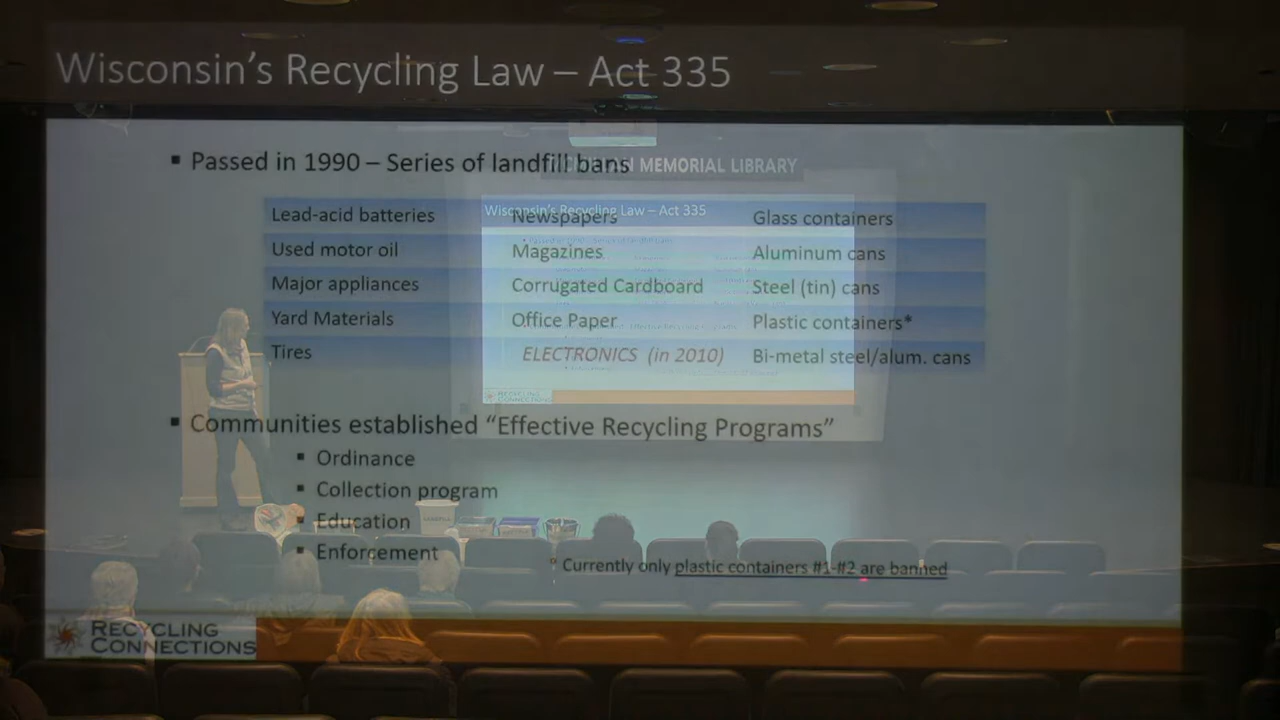 Wisconsin's Recycling Law – Act 335
▪ Passed in 1990 – Series of landfill bans
MEMORIAL LIBRARY
Wisconsin's Recycling Law – Act 335
Lead-acid batteries Newspapers Glass containers
Used motor oil Magazines Aluminum cans
Major appliances Corrugated Cardboard Steel (tin) cans
Yard Materials Office Paper Plastic containers*
Tires ELECTRONICS (in 2010) Bi-metal steel/alum. cans
RECYCLING
CONNECTIONS
▪ Communities established "Effective Recycling Programs"
▪ Ordinance
▪ Collection program
▪ Education
▪ Enforcement
* Currently only plastic containers #1-#2 are banned
RECYCLING
CONNECTIONS